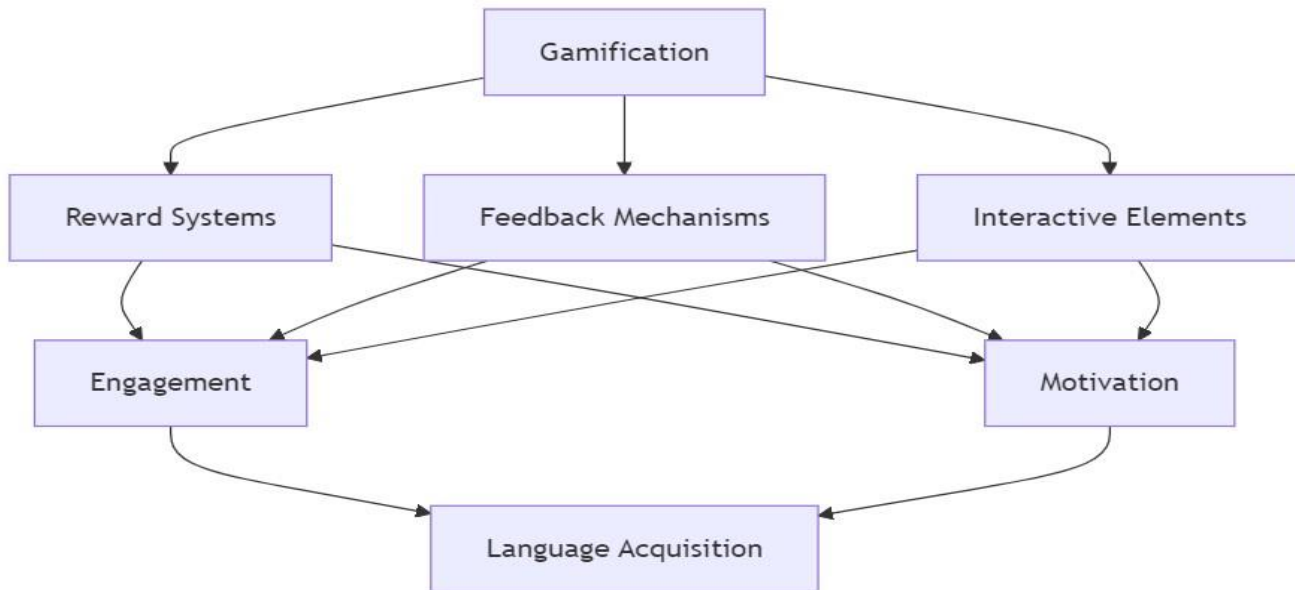 Gamification
Reward Systems
Feedback Mechanisms
Interactive Elements
Engagement
Motivation
Language Acquisition